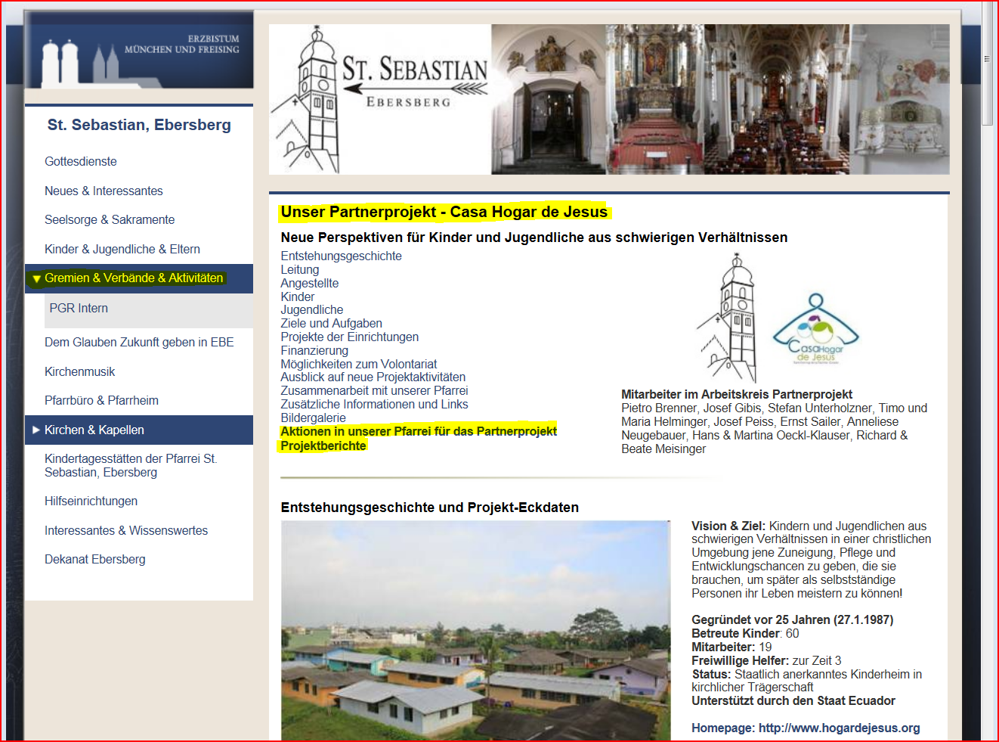 ERZBISTUM
MÜNCHEN UND FREISING
St. Sebastian, Ebersberg
Gottesdienste
Neues & Interessantes
Seelsorge & Sakramente
Kinder & Jugendliche & Eltern
Gremien & Verbände & Aktivitäten
PGR Intern
Dem Glauben Zukunft geben in EBE
Kirchenmusik
Pfarrbüro & Pfarrheim
Kirchen & Kapellen
Kindertagesstätten der Pfarrei St.
Sebastian, Ebersberg
Hilfseinrichtungen
Interessantes & Wissenswertes
Dekanat Ebersberg
ST. SEBASTIAN
EBERSBERG
Unser Partnerprojekt - Casa Hogar de Jesus
Neue Perspektiven für Kinder und Jugendliche aus schwierigen Verhältnissen
Entstehungsgeschichte
Leitung
Angestellte
Kinder
Jugendliche
Ziele und Aufgaben
Projekte der Einrichtungen
Finanzierung
Möglichkeiten zum Volontariat
Ausblick auf neue Projektaktivitäten
Zusammenarbeit mit unserer Pfarrei
Zusätzliche Informationen und Links
Bildergalerie
Aktionen in unserer Pfarrei für das Partnerprojekt
Projektberichte
CasaHogar
de Jesús
Mitarbeiter im Arbeitskreis Partnerprojekt
Pietro Brenner, Josef Gibis, Stefan Unterholzner, Timo und
Maria Helminger, Josef Peiss, Ernst Sailer, Anneliese
Neugebauer, Hans & Martina Oeckl-Klauser, Richard &
Beate Meisinger
Entstehungsgeschichte und Projekt-Eckdaten
Vision & Ziel: Kindern und Jugendlichen aus
schwierigen Verhältnissen in einer christlichen
Umgebung jene Zuneigung, Pflege und
Entwicklungschancen zu geben, die sie
brauchen, um später als selbstständige
Personen ihr Leben meistern zu können!
Gegründet vor 25 Jahren (27.1.1987)
Betreute Kinder: 60
Mitarbeiter: 19
Freiwillige Helfer: zur Zeit 3
Status: Staatlich anerkanntes Kinderheim in
kirchlicher Trägerschaft
Unterstützt durch den Staat Ecuador
Homepage: http://www.hogardejesus.org